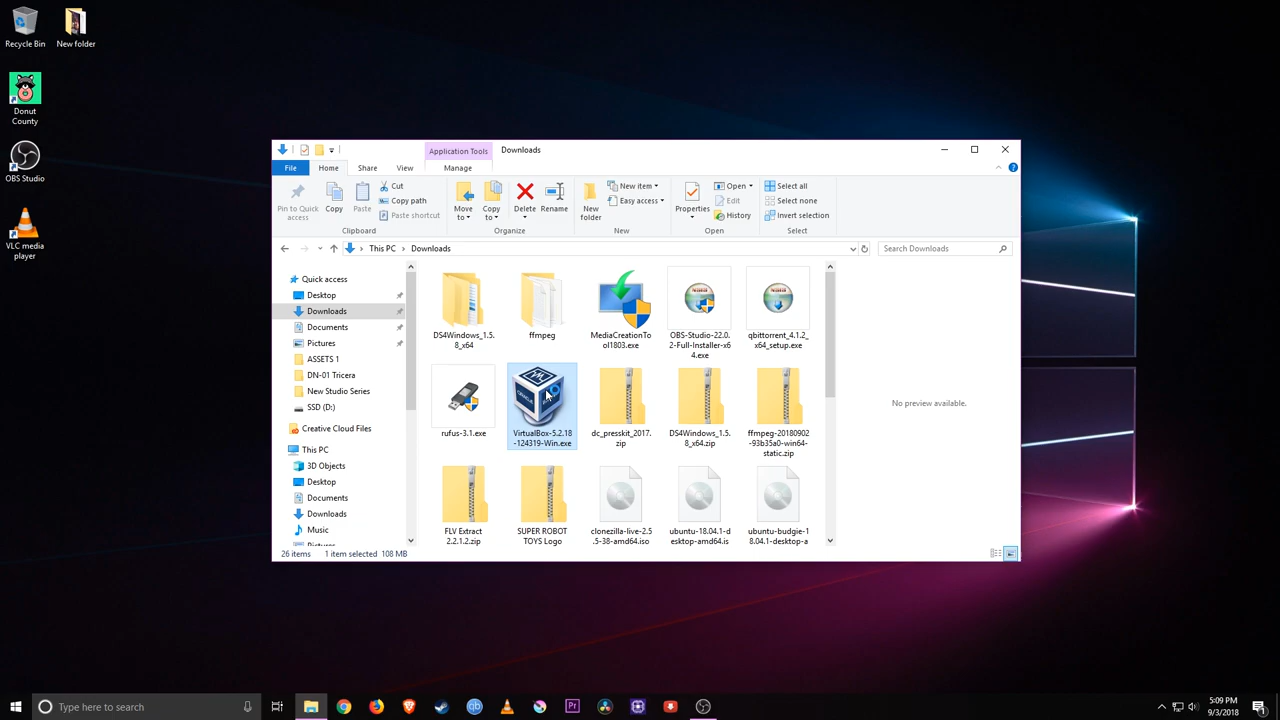 Recycle Bin
New folder
Donut
County
OBS Studio
VLC media
player
Application Tools
Downloads
File
Home
Share
View
Manage
Pin to Quick
access
Copy
Paste
Cut
Copy path
Paste shortcut
Clipboard
Move
to
Copy
to
Delete
Rename
Organize
New
folder
New item
Easy access
New
Properties
Open
Edit
History
Open
Select all
Select none
Invert selection
Select
This PC
Downloads
Search Downloads
Quick access
Desktop
Downloads
Documents
Pictures
ASSETS 1
DN-01 Tricera
New Studio Series
SSD (D:)
Creative Cloud Files
This PC
3D Objects
Desktop
Documents
Downloads
Music
Pictures
DS4Windows_1.5.
8_x64
ffmpeg
MediaCreationTo
ol1803.exe
OBS-Studio-22.0.
2-Full-Installer-x6
4.exe
qbittorrent_4.1.2_
x64_setup.exe
rufus-3.1.exe
VirtualBox-5.2.18
-124319-Win.exe
dc_presskit_2017.
zip
DS4Windows_1.5.
8_x64.zip
ffmpeg-20180902
-93b35a0-win64-
static.zip
FLV Extract
2.2.1.2.zip
SUPER ROBOT
TOYS Logo
clonezilla-live-2.5
.5-38-amd64.iso
ubuntu-18.04.1-d
esktop-amd64.is
ubuntu-budgie-1
8.04.1-desktop-a
No preview available.
26 items
1 item selected 108 MB
Type here to search
Pr
5:09 PM
9/3/2018
1